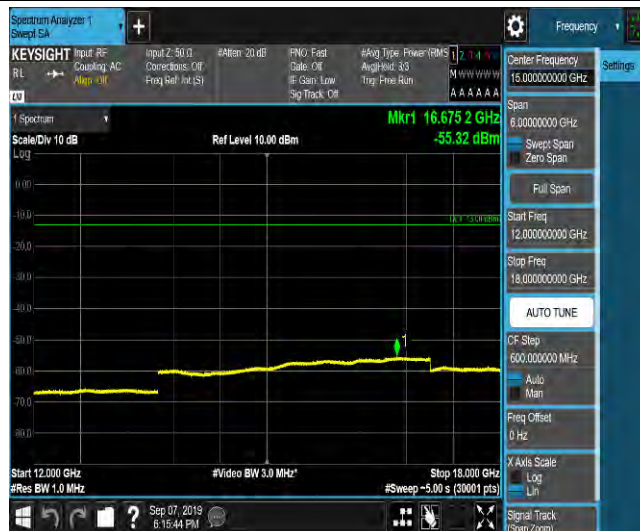 Spectrum Analyzer 1
Swept SA
+
Frequency
KEYSIGHT
RL
Input: RF
Coupling: AC
Align: Off
Input Z: 50 Ω
Corrections: Off
Freq Ref: Int (S)
#Atten: 20 dB
PNO: Fast
Gate: Off
IF Gain: Low
Sig Track: Off
#Avg Type: Power (RMS
Avg|Hold: 3/3
Trig: Free Run
M W W W W W
A A A A A A
1 Spectrum
Scale/Div 10 dB
Log
Ref Level 10.00 dBm
Mkr1 16.675 2 GHz
-55.32 dBm
0.00
-10.0
-20.0
-30.0
-40.0
-50.0
-60.0
-70.0
-80.0
1
Start 12.000 GHz
#Res BW 1.0 MHz
#Video BW 3.0 MHz*
Stop 18.000 GHz
#Sweep ~5.00 s (30001 pts)
Center Frequency
15.000000000 GHz
Settings
Span
6.00000000 GHz
Swept Span
Zero Span
Full Span
Start Freq
12.000000000 GHz
Stop Freq
18.000000000 GHz
AUTO TUNE
CF Step
600.000000 MHz
Auto
Man
Freq Offset
0 Hz
X Axis Scale
Log
Lin
Signal Track
(Span Zoom)
?
Sep 07, 2019
6:15:44 PM